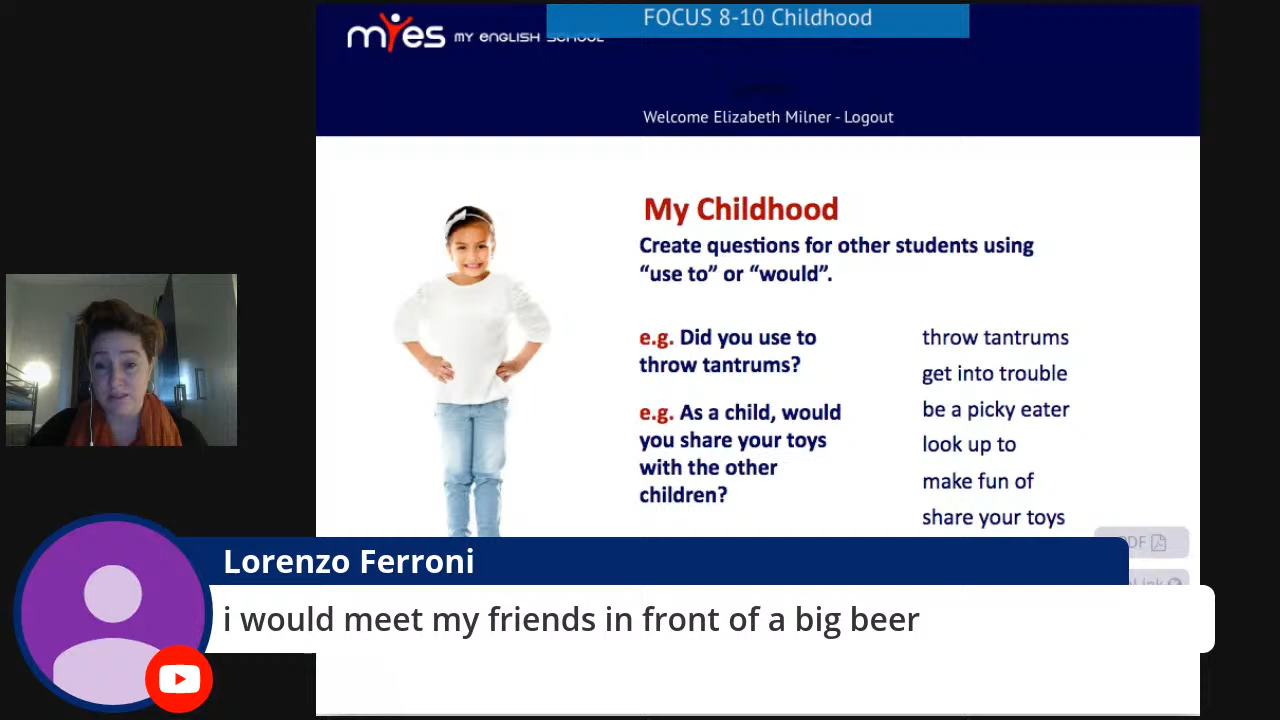 FOCUS 8-10 Childhood
myes MY ENGLISH SCHOOL
Welcome Elizabeth Milner - Logout
My Childhood
Create questions for other students using
“use to” or “would”.
e.g. Did you use to
throw tantrums?
e.g. As a child, would
you share your toys
with the other
children?
throw tantrums
get into trouble
be a picky eater
look up to
make fun of
share your toys
PDF
Lorenzo Ferroni
i would meet my friends in front of a big beer